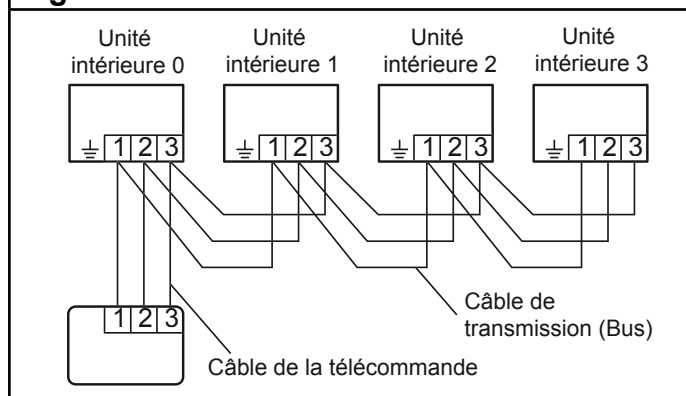 Unité intérieure 0
Unité intérieure 1
Unité intérieure 2
Unité intérieure 3
1 2 3
1 2 3
1 2 3
1 2 3
1 2 3
Câble de
transmission (Bus)
Câble de la télécommande